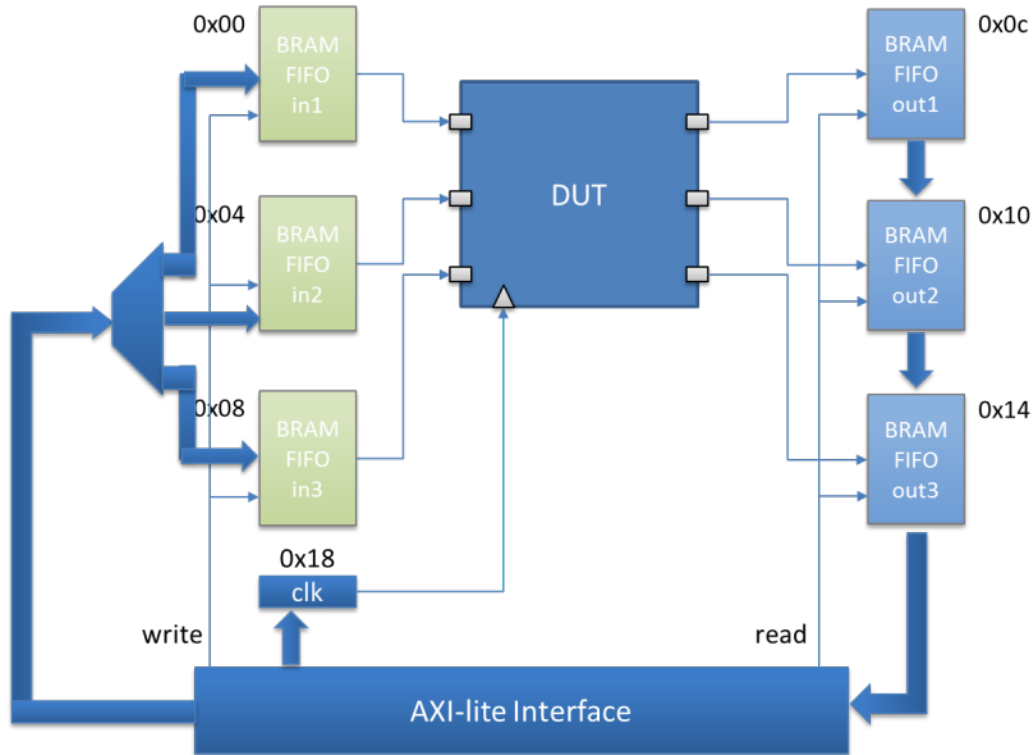 0x00
BRAM
FIFO
in1
0x04
BRAM
FIFO
in2
0x08
BRAM
FIFO
in3
DUT
0x0c
BRAM
FIFO
out1
0x10
BRAM
FIFO
out2
0x14
BRAM
FIFO
out3
0x18
clk
write
read
AXI-lite Interface